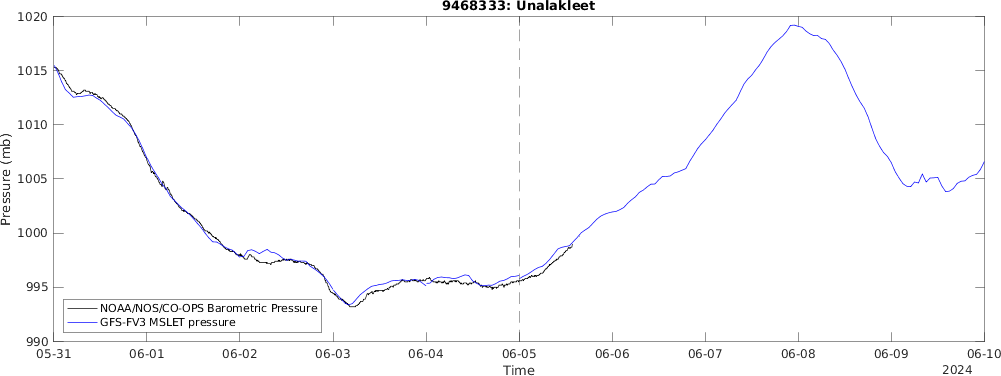 9468333: Unalakleet
Pressure (mb)
1020
1015
1010
1005
1000
995
990
NOAA/NOS/CO-OPS Barometric Pressure
GFS-FV3 MSLET pressure
05-31 06-01 06-02 06-03 06-04 06-05 06-06 06-07 06-08 06-09 06-10
Time
2024